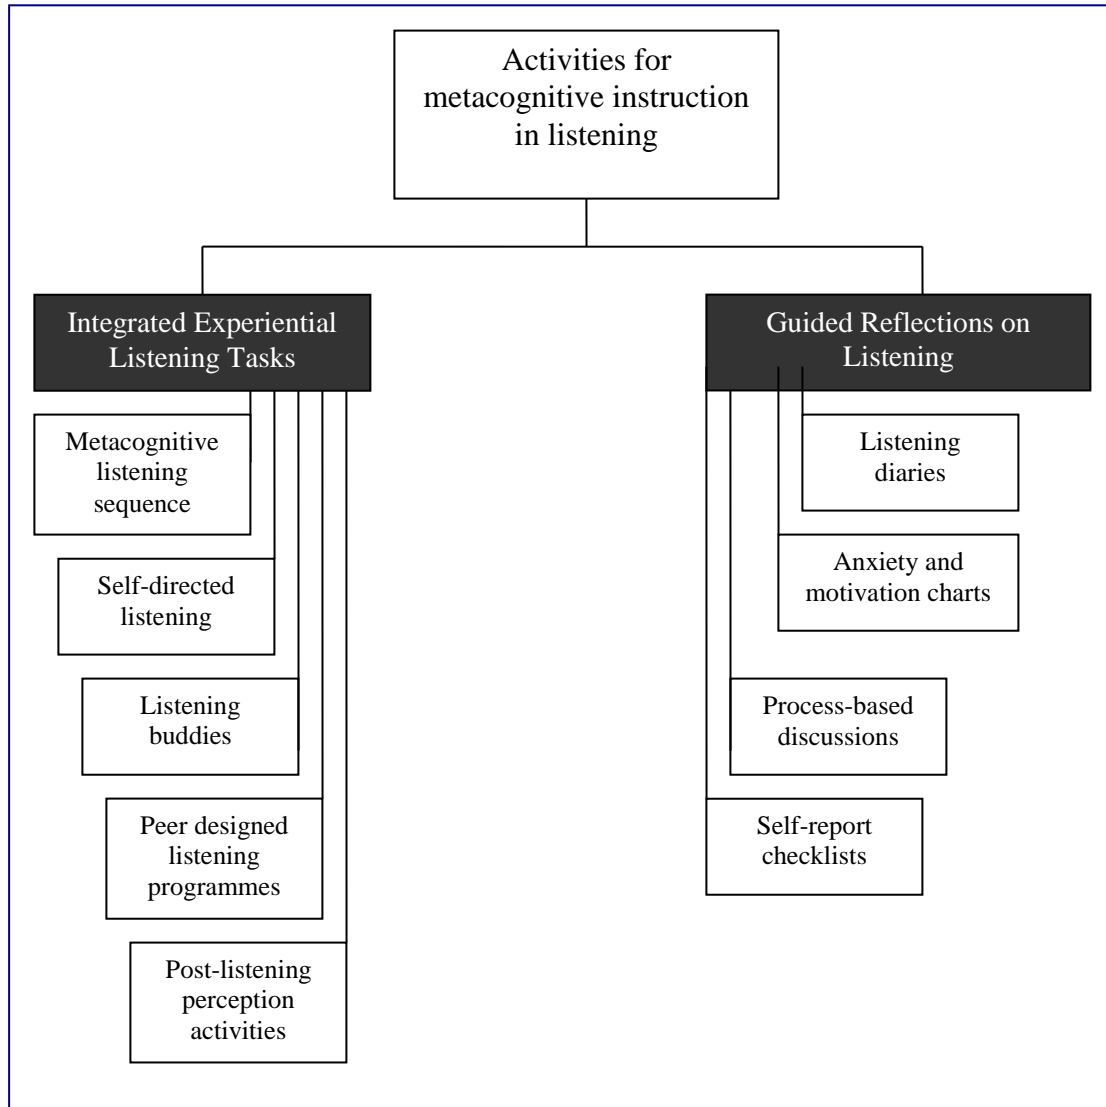 Activities for
metacognitive instruction
in listening
Integrated Experiential
Listening Tasks
Metacognitive
listening
sequence
Self-directed
listening
Listening
buddies
Peer designed
listening
programmes
Post-listening
perception
activities
Guided Reflections on
Listening
Listening
diaries
Anxiety and
motivation charts
Process-based
discussions
Self-report
checklists